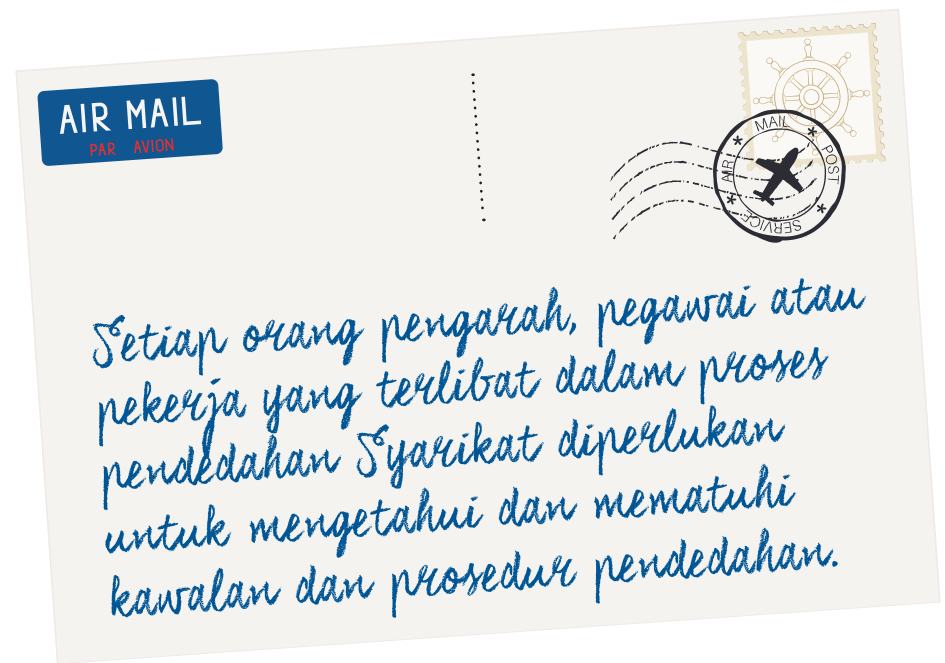 AIR MAIL
PAR AVION
AIR MAIL POST SERVICE
Setiap orang pengarah, pegawai atau
pekerja yang terlibat dalam proses
pendedahan Syarikat diperlukan
untuk mengetahui dan mematuhi
kawalan dan prosedur pendedahan.